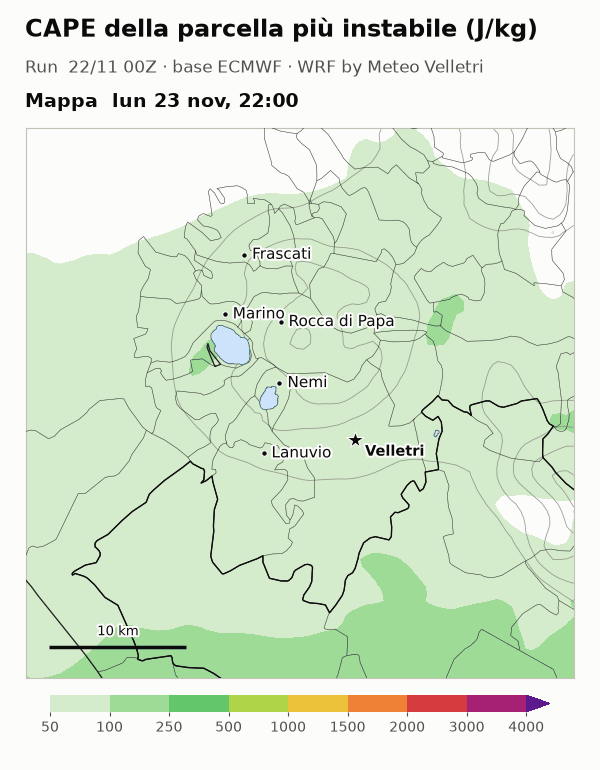 CAPE della parcella più instabile (J/kg)
Run  22/11 00Z · base ECMWF · WRF by Meteo Velletri
Mappa  lun 23 nov, 22:00
Frascati
Marino
Rocca di Papa
Nemi
Velletri
Lanuvio
10 km
50 100 250 500 1000 1500 2000 3000 4000